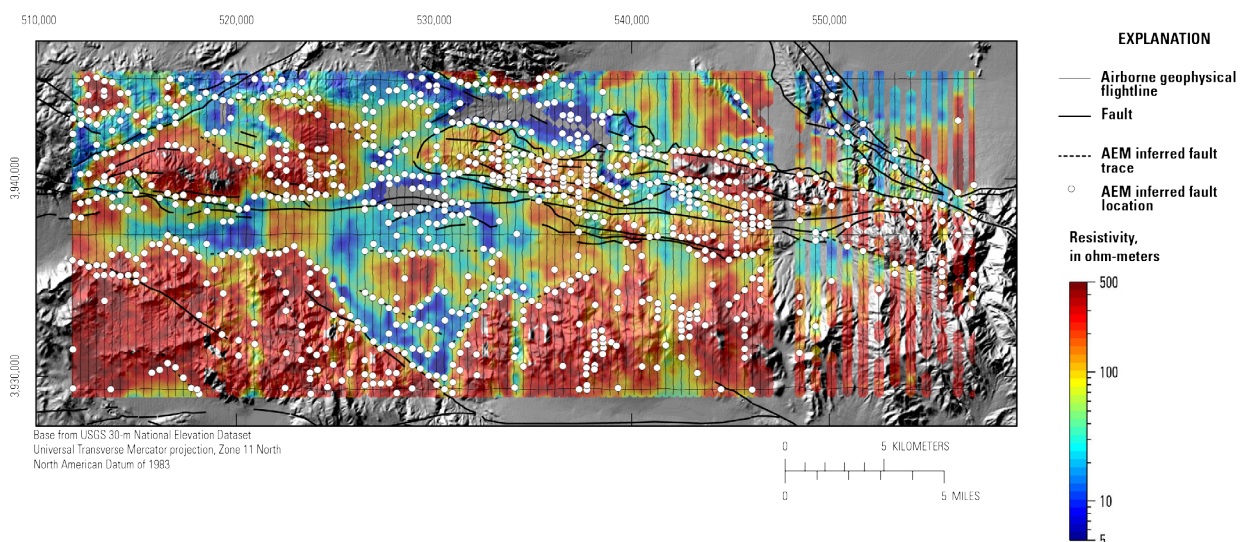 510,000
520,000
530,000
540,000
550,000
3,940,000
3,930,000
EXPLANATION
Airborne geophysical
flightline
Fault
AEM inferred fault
trace
AEM inferred fault
location
Resistivity,
in ohm-meters
500
100
10
5
Base from USGS 30-m National Elevation Dataset
Universal Transverse Mercator projection, Zone 11 North
North American Datum of 1983
0
5 KILOMETERS
0
5 MILES